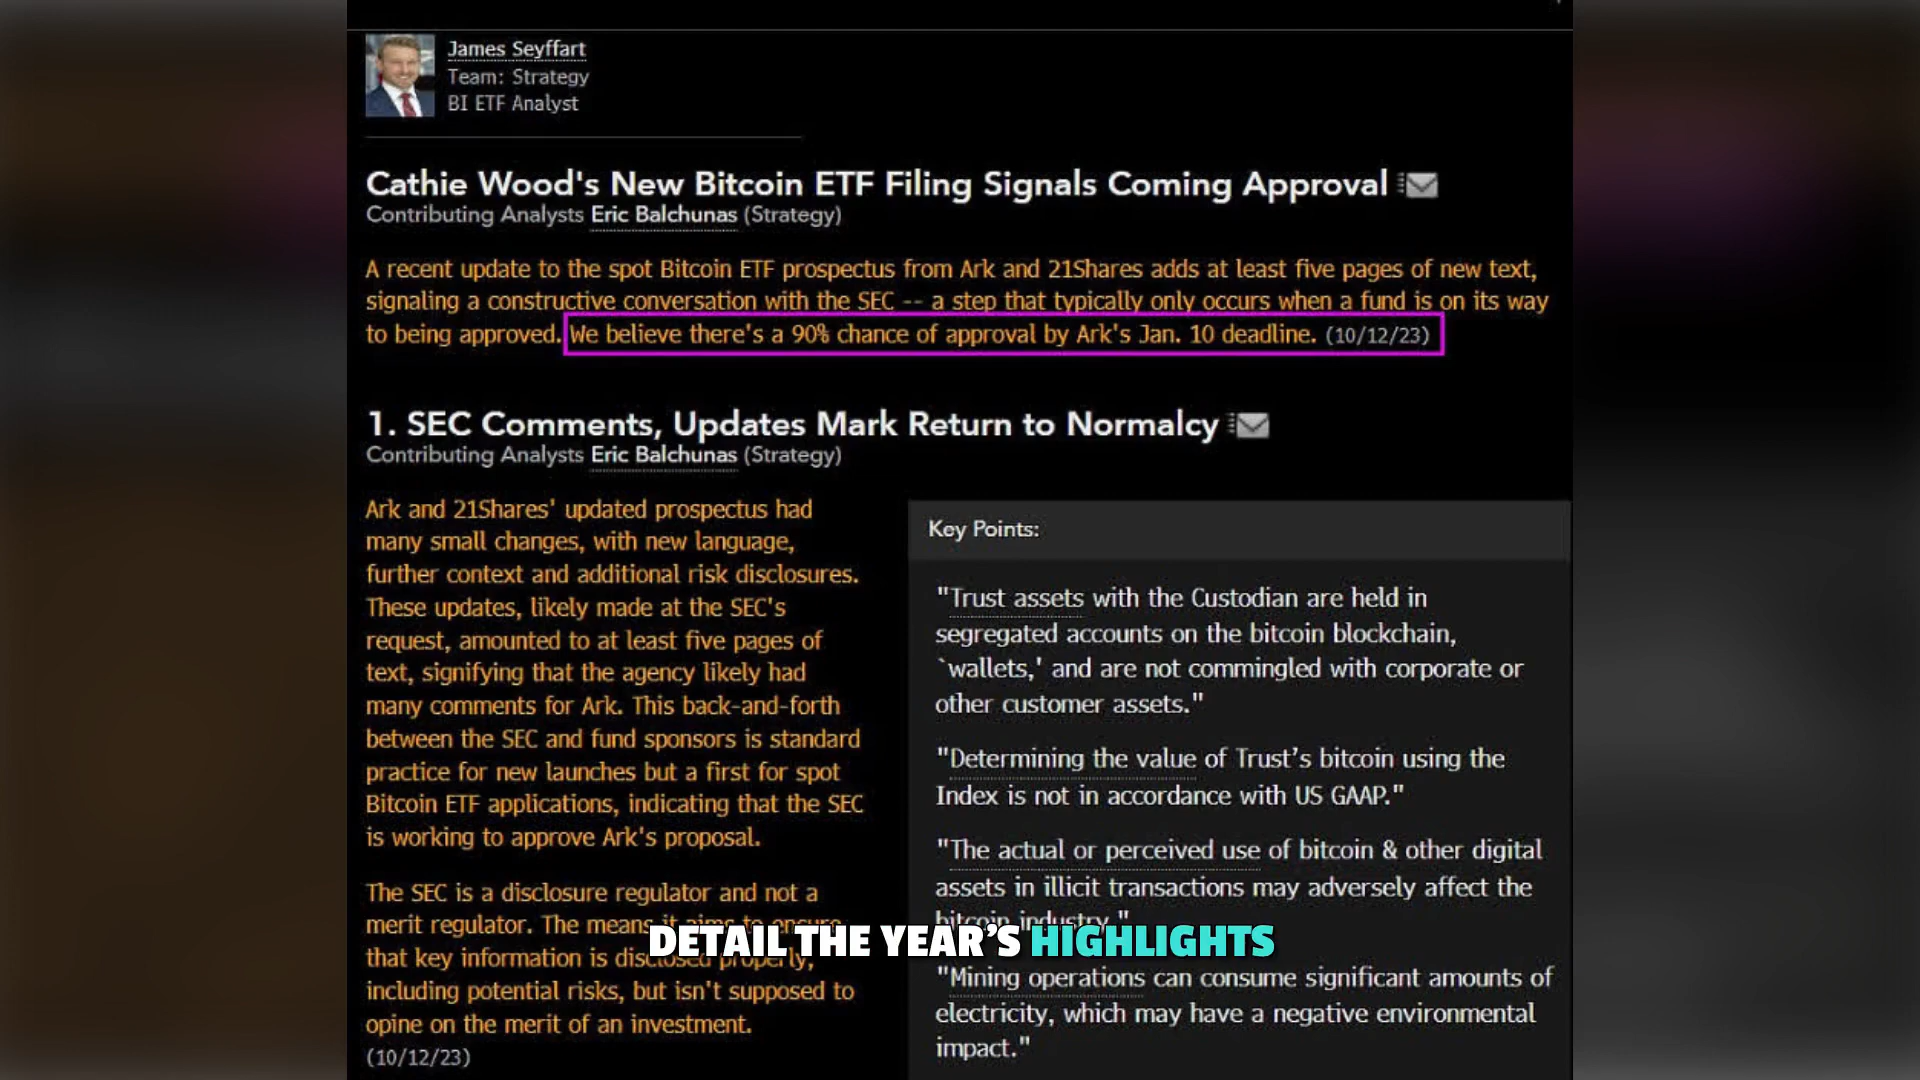 James Seyffart
Team: Strategy
BI ETF Analyst
Cathie Wood's New Bitcoin ETF Filing Signals Coming Approval
Contributing Analysts Eric Balchunas (Strategy)
A recent update to the spot Bitcoin ETF prospectus from Ark and 21Shares adds at least five pages of new text,
signaling a constructive conversation with the SEC -- a step that typically only occurs when a fund is on its way
to being approved. We believe there's a 90% chance of approval by Ark's Jan. 10 deadline. (10/12/23)
1. SEC Comments, Updates Mark Return to Normalcy
Contributing Analysts Eric Balchunas (Strategy)
Ark and 21Shares' updated prospectus had
many small changes, with new language,
further context and additional risk disclosures.
These updates, likely made at the SEC's
request, amounted to at least five pages of
text, signifying that the agency likely had
many comments for Ark. This back-and-forth
between the SEC and fund sponsors is standard
practice for new launches but a first for spot
Bitcoin ETF applications, indicating that the SEC
is working to approve Ark's proposal.
The SEC is a disclosure regulator and not a
merit regulator. The means it aims to ensure
that key information is disclosed properly,
including potential risks, but isn't supposed to
opine on the merit of an investment.
(10/12/23)
Key Points:
"Trust assets with the Custodian are held in
segregated accounts on the bitcoin blockchain,
`wallets,' and are not commingled with corporate or
other customer assets."
"Determining the value of Trust's bitcoin using the
Index is not in accordance with US GAAP."
"The actual or perceived use of bitcoin & other digital
assets in illicit transactions may adversely affect the
bitcoin industry."
"Mining operations can consume significant amounts of
electricity, which may have a negative environmental
impact."
DETAIL THE YEAR'S HIGHLIGHTS